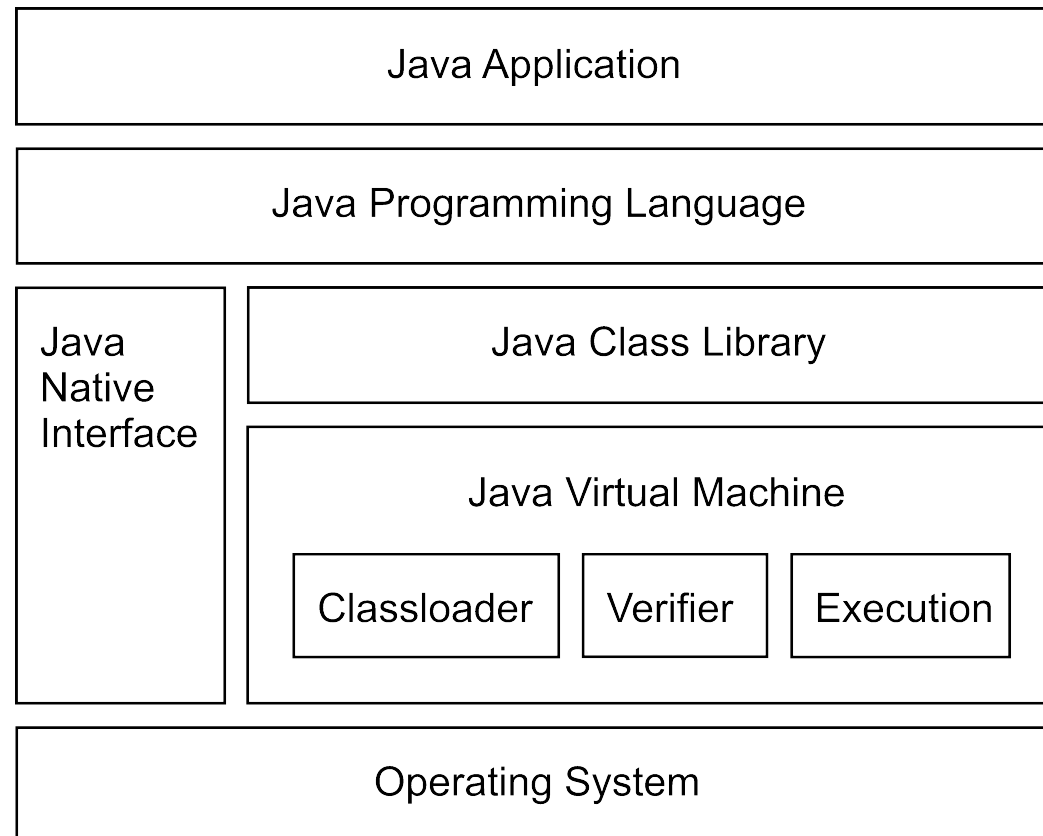 Java Application
Java Programming Language
Java
Native
Interface
Java Class Library
Java Virtual Machine
Classloader
Verifier
Execution
Operating System